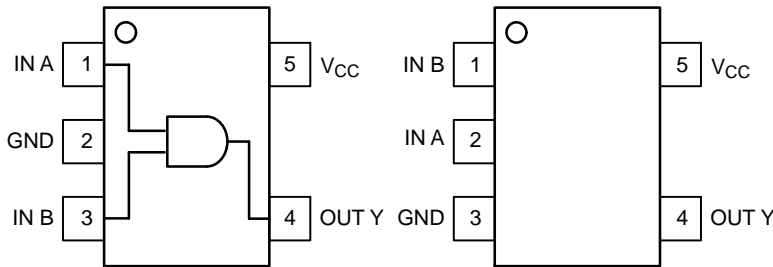 IN A 1 5 VCC
GND 2
IN B 3 4 OUT Y
IN B 1 5 VCC
IN A 2
GND 3 4 OUT Y